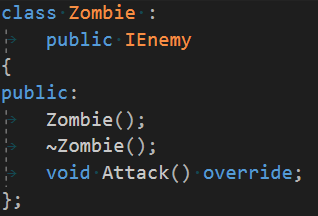 class Zombie :
    public IEnemy
{
public:
    Zombie();
    ~Zombie();
    void Attack() override;
};